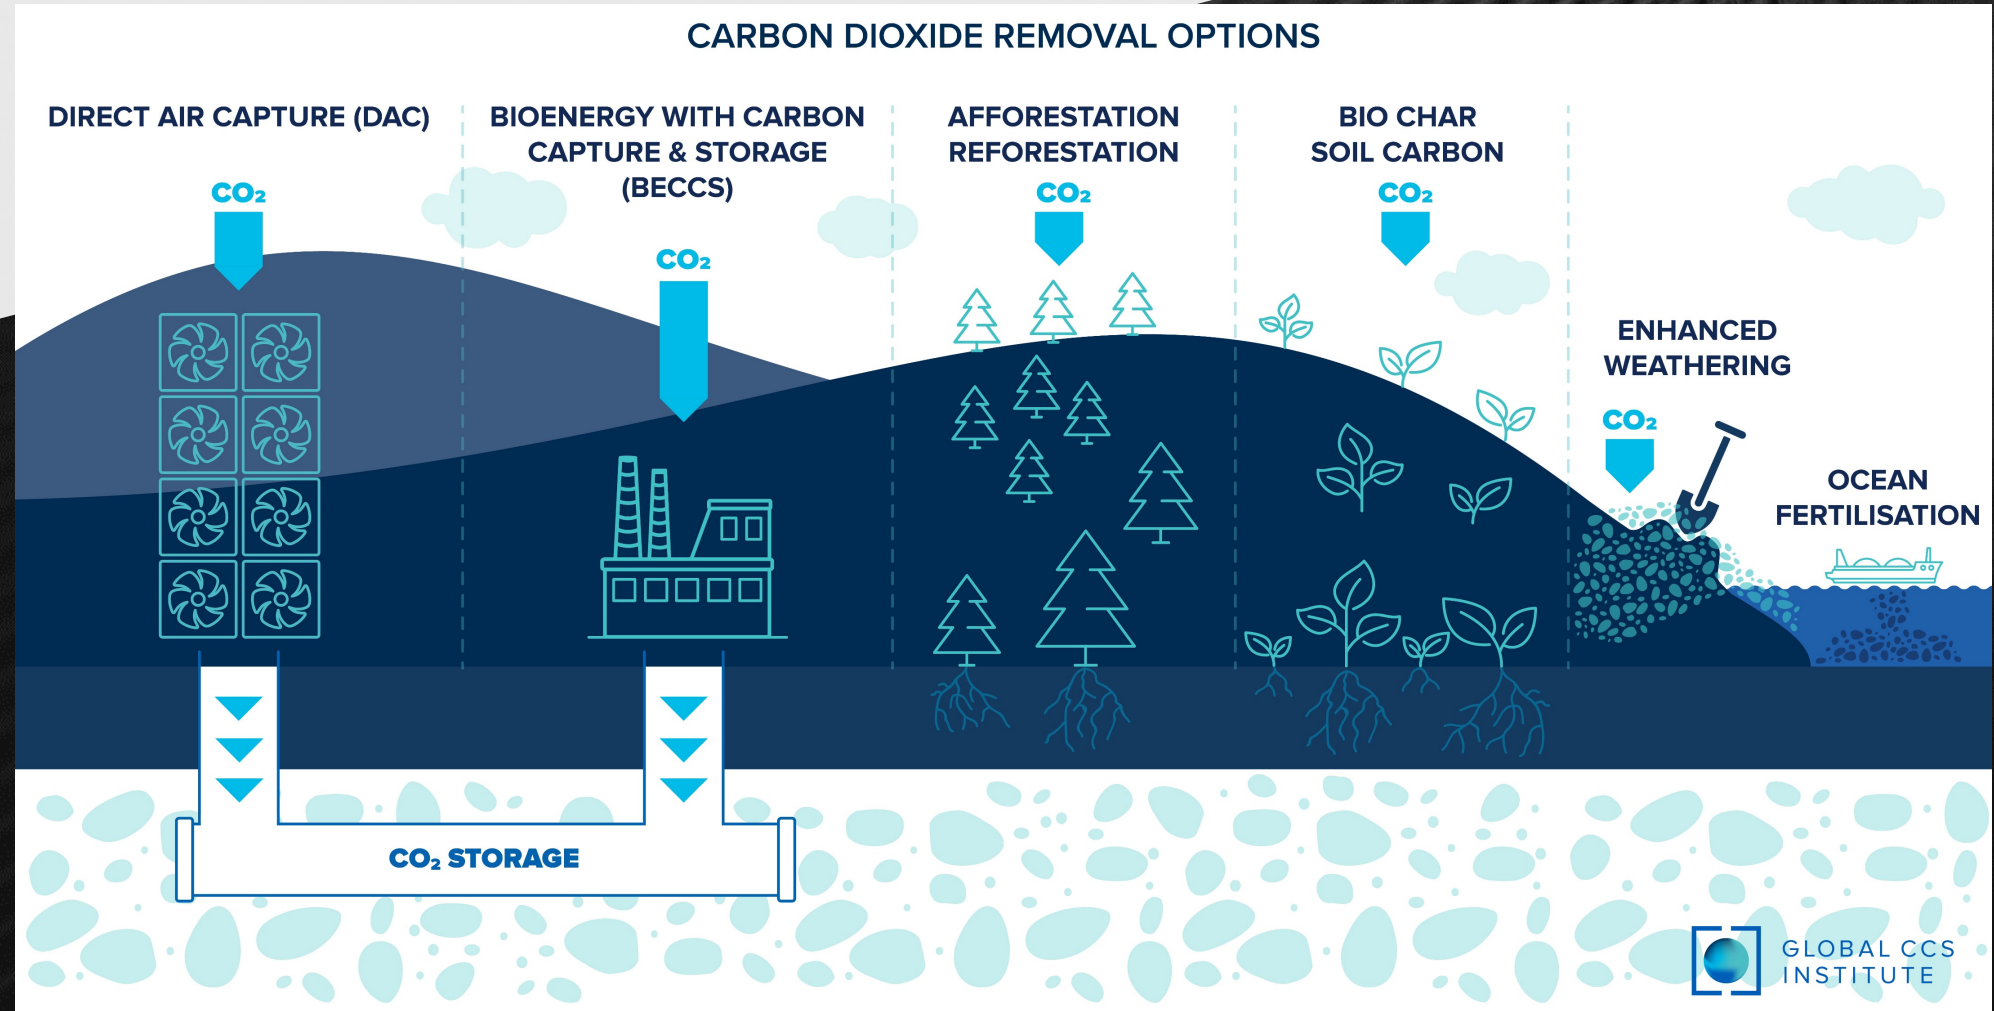 CARBON DIOXIDE REMOVAL OPTIONS
DIRECT AIR CAPTURE (DAC)
CO₂
BIOENERGY WITH CARBON
CAPTURE & STORAGE
(BECCS)
CO₂
AFFORESTATION
REFORESTATION
CO₂
BIO CHAR
SOIL CARBON
CO₂
ENHANCED
WEATHERING
CO₂
OCEAN
FERTILISATION
CO₂ STORAGE
GLOBAL CCS
INSTITUTE